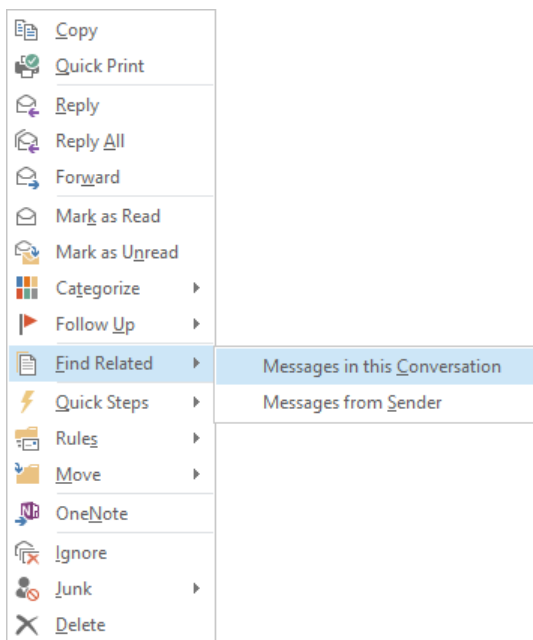 Copy
Quick Print
Reply
Reply All
Forward
Mark as Read
Mark as Unread
Categorize
Follow Up
Find Related
Messages in this Conversation
Quick Steps
Messages from Sender
Rules
Move
OneNote
Ignore
Junk
Delete